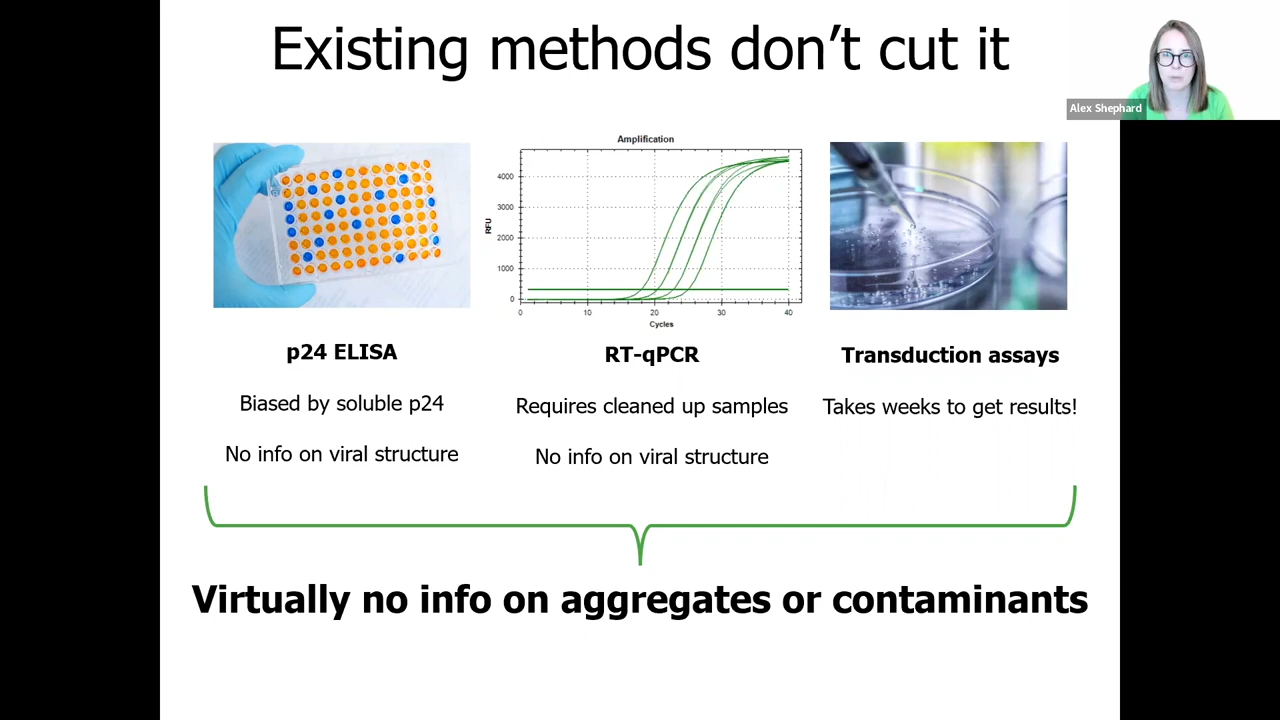 Existing methods don’t cut it
Alex Shephard
Amplification
4000
3000
2000
1000
0
RFU
0 10 20 30 40
Cycles
p24 ELISA
Biased by soluble p24
No info on viral structure
RT-qPCR
Requires cleaned up samples
No info on viral structure
Transduction assays
Takes weeks to get results!
Virtually no info on aggregates or contaminants